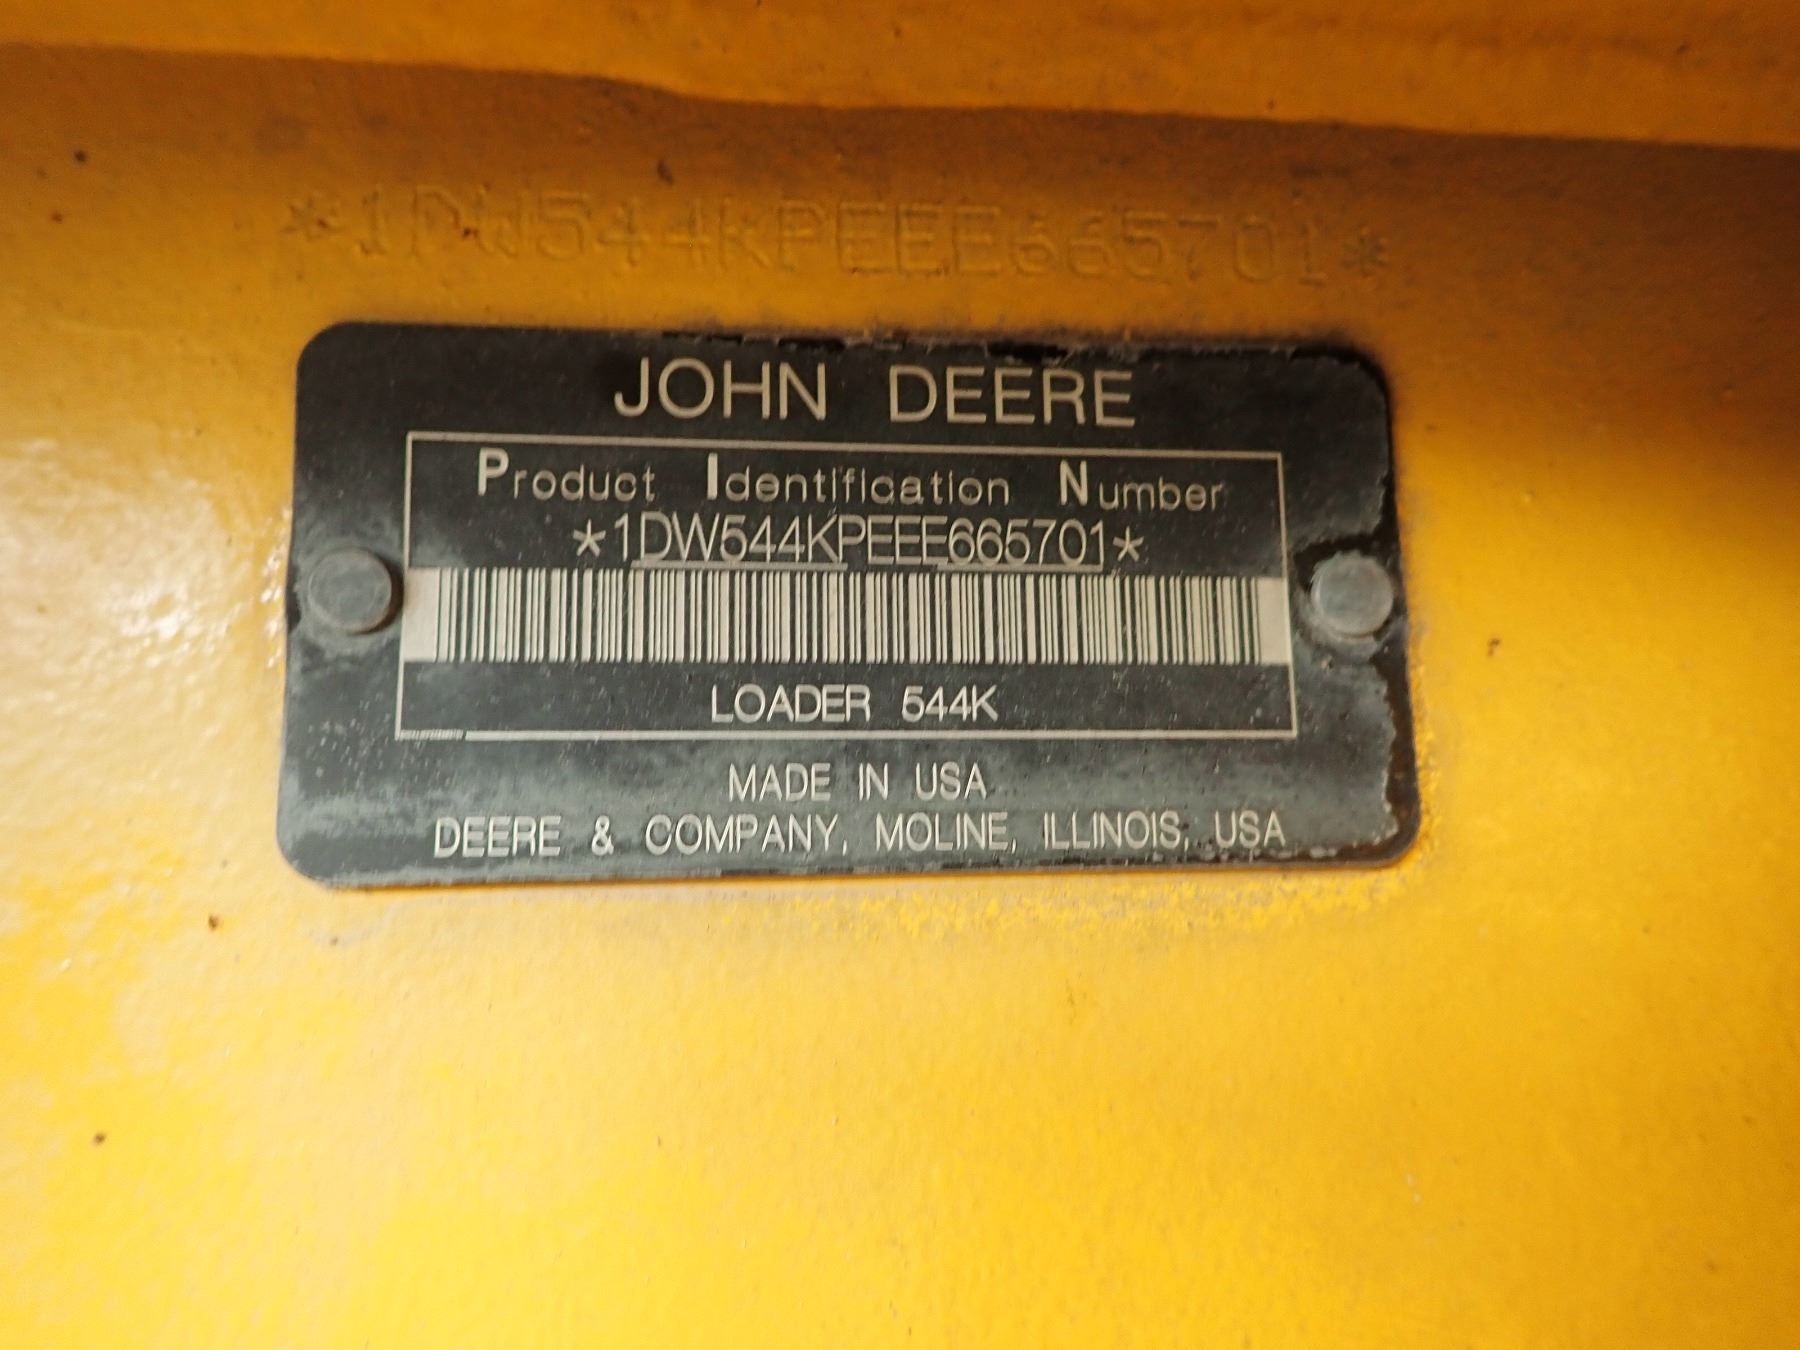 *1DW544KPEEE665701*
JOHN DEERE
Product Identification Number
*1DW544KPEEE665701*
LOADER 544K
MADE IN USA
DEERE & COMPANY, MOLINE, ILLINOIS, USA